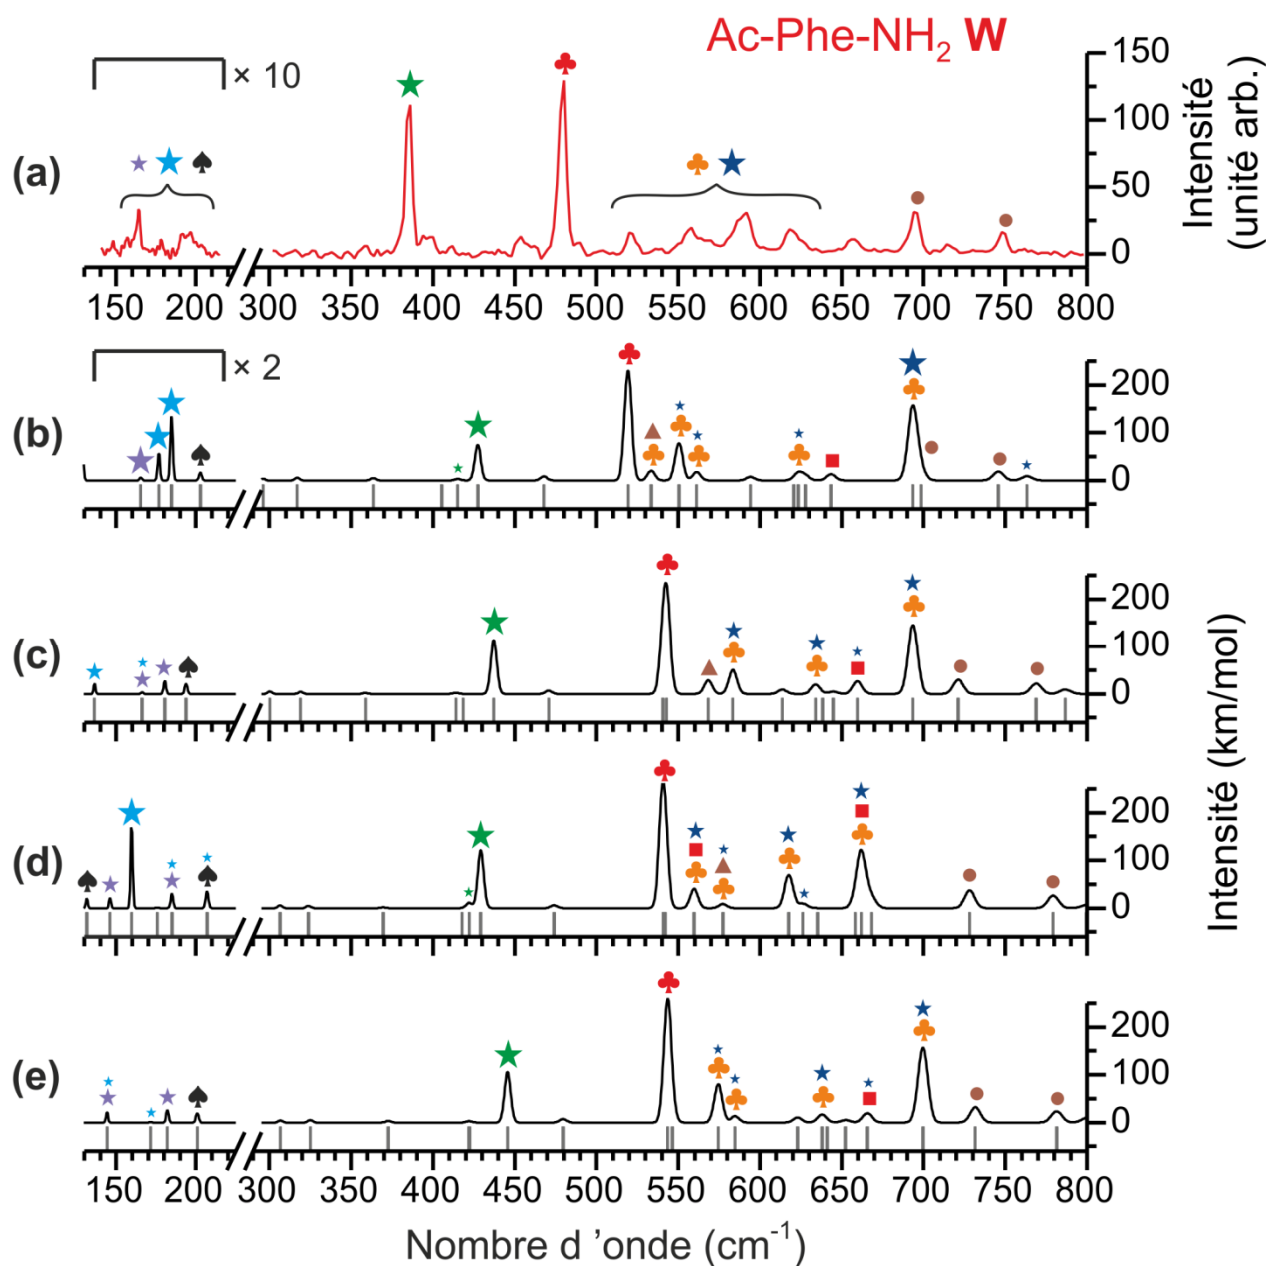 Ac-Phe-NH2 W
× 10
(a)
150
100
50
0
Intensité
(unité arb.)
150 200 300 350 400 450 500 550 600 650 700 750 800
× 2
(b)
200
100
0
(c)
200
100
0
(d)
200
100
0
(e)
200
100
0
Intensité (km/mol)
150 200 300 350 400 450 500 550 600 650 700 750 800
Nombre d ’onde (cm-1)